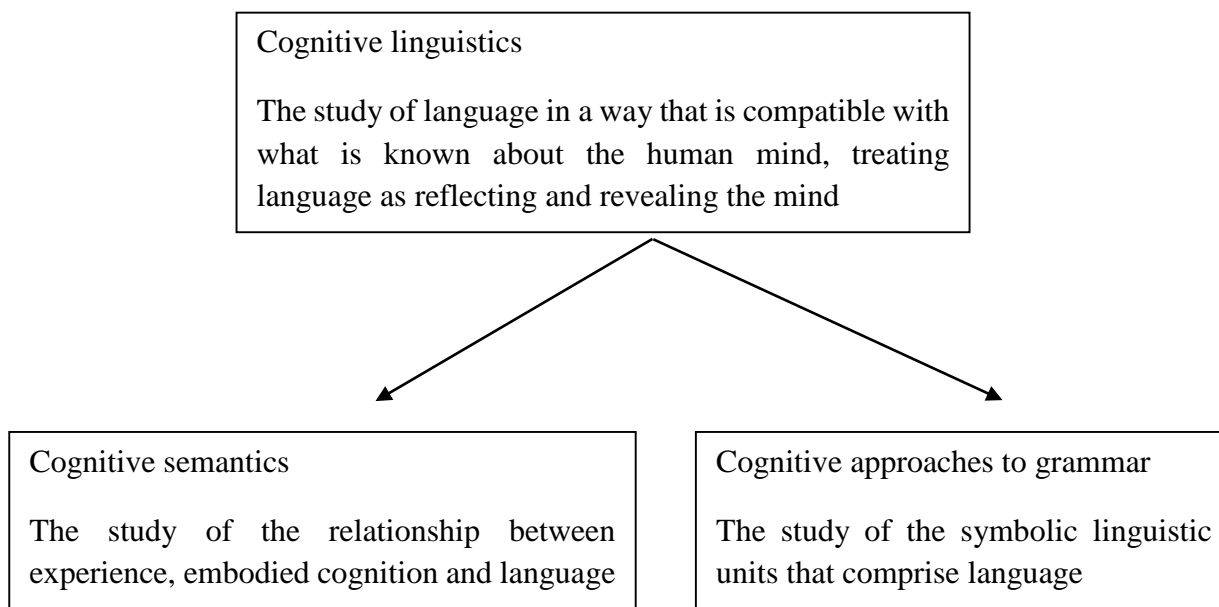 Cognitive linguistics
The study of language in a way that is compatible with
what is known about the human mind, treating
language as reflecting and revealing the mind
Cognitive semantics
The study of the relationship between
experience, embodied cognition and language
Cognitive approaches to grammar
The study of the symbolic linguistic
units that comprise language